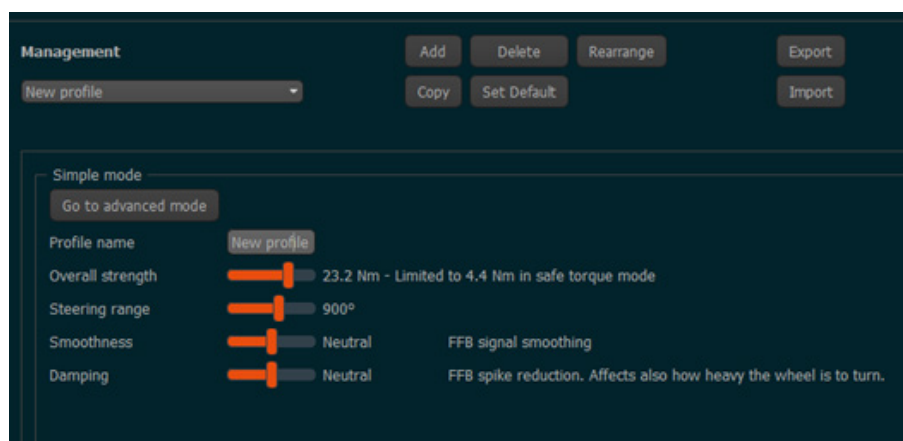 Management
Add
Delete
Rearrange
Export
New profile
Copy
Set Default
Import
Simple mode
Go to advanced mode
Profile name
New profile
Overall strength
23.2 Nm - Limited to 4.4 Nm in safe torque mode
Steering range
900º
Smoothness
Neutral
FFB signal smoothing
Damping
Neutral
FFB spike reduction. Affects also how heavy the wheel is to turn.